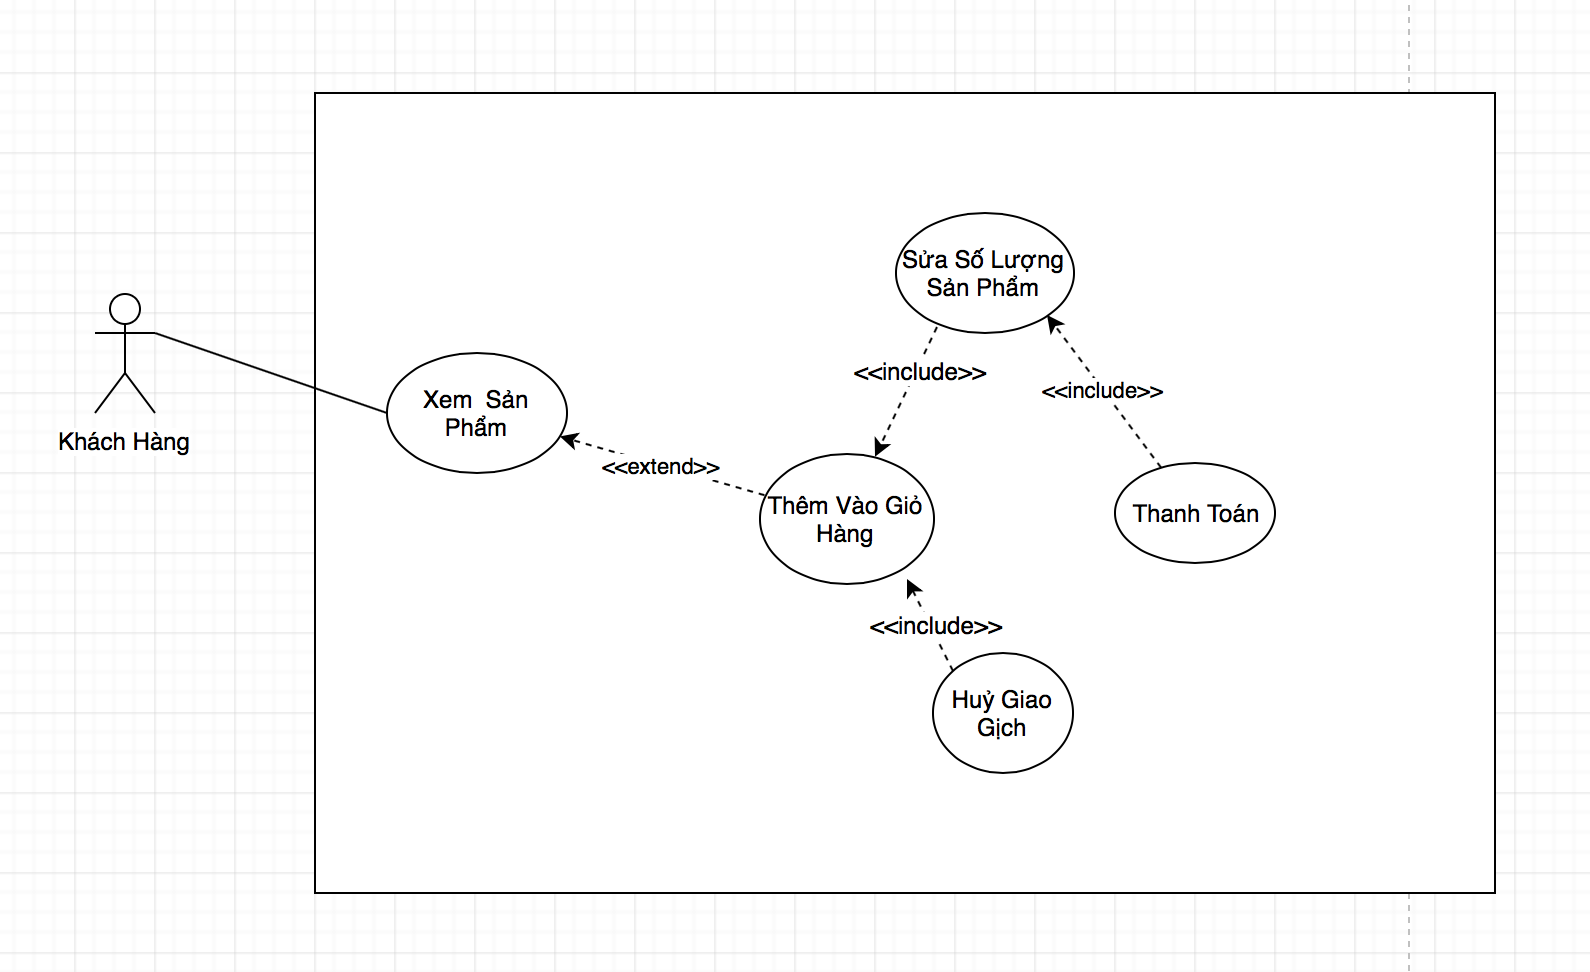 Sửa Số Lượng
Sản Phẩm
<<include>>
<<include>>
Xem  Sản
Phẩm
Khách Hàng
<<extend>>
Thêm Vào Giỏ
Hàng
Thanh Toán
<<include>>
Huỷ Giao
Gịch